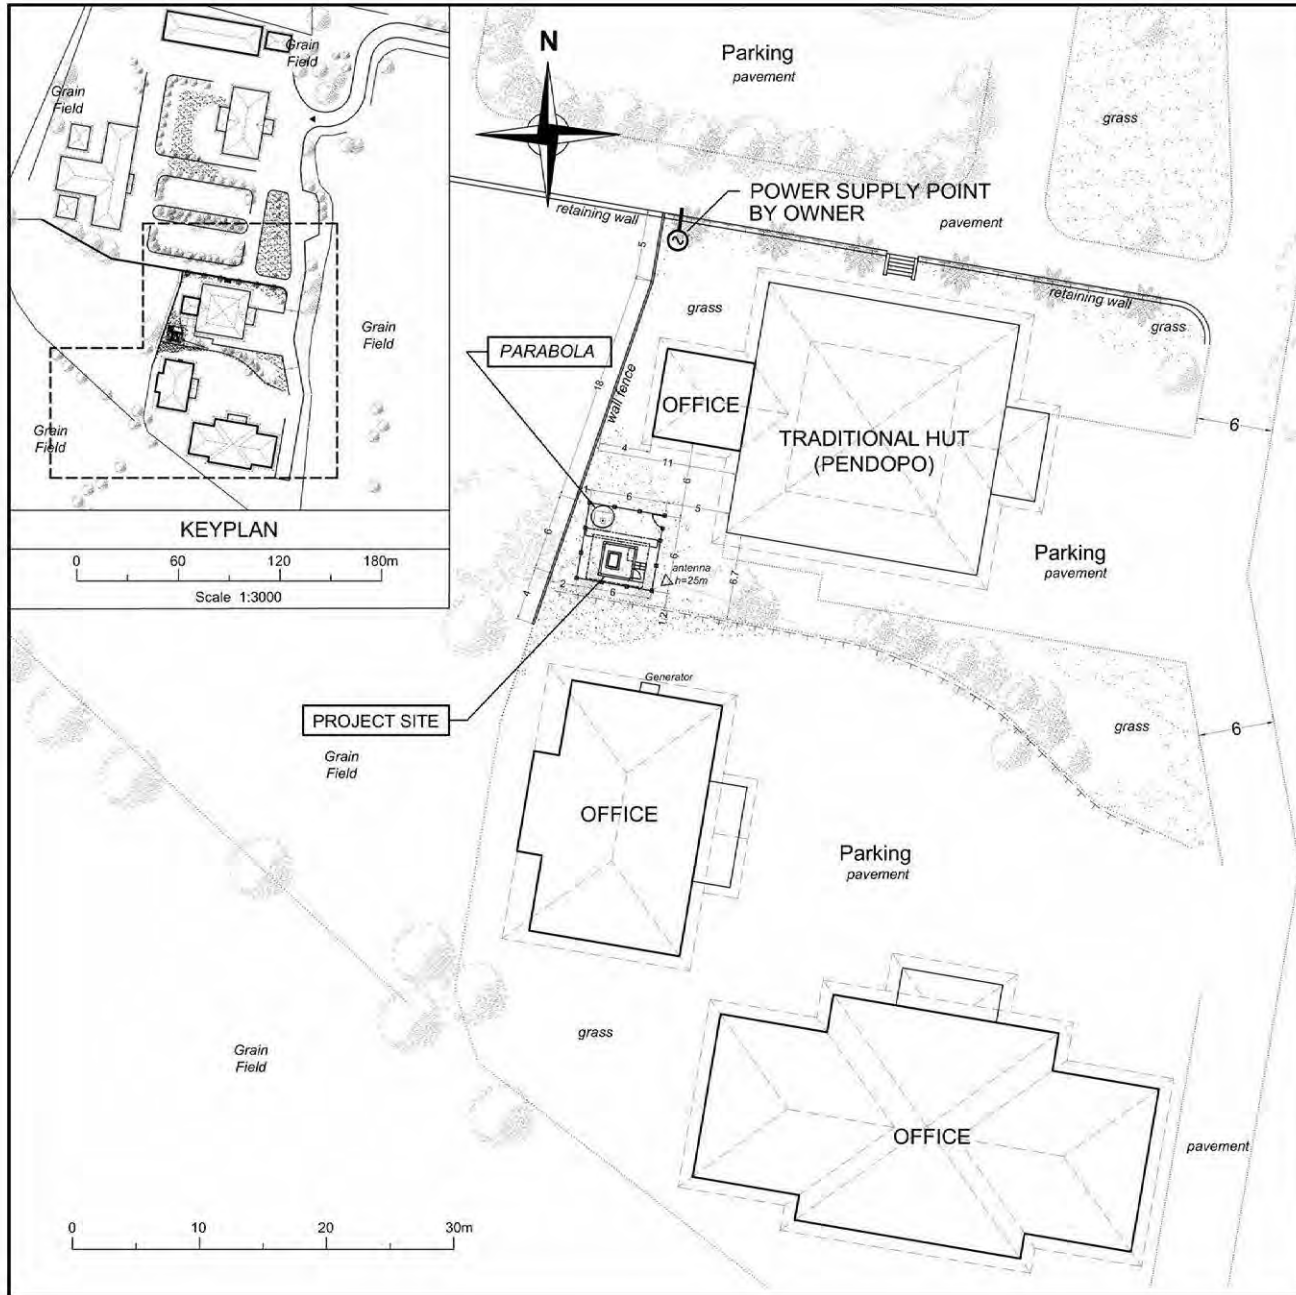 Grain
Field
Grain
Field
Grain
Field
Grain
Field
KEYPLAN
0 60 120 180m
Scale 1:3000
N
Parking
pavement
grass
POWER SUPPLY POINT
BY OWNER
retaining wall
pavement
5
retaining wall
grass
grass
PARABOLA
18
wall fence
OFFICE
TRADITIONAL HUT
(PENDOPO)
6
4
11
6
1
6
5
Parking
pavement
6
6
antenna
h=25m
6.7
4
2
6
1.2
Generator
PROJECT SITE
Grain
Field
grass
6
OFFICE
Parking
pavement
grass
Grain
Field
OFFICE
pavement
0 10 20 30m